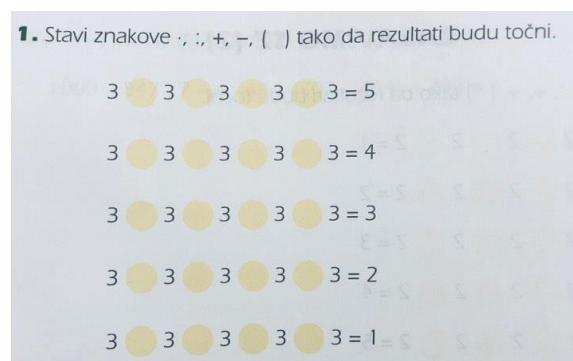 1. Stavi znakove ·, :, +, –, ( ) tako da rezultati budu točni.
3 3 3 3 3 = 5
3 3 3 3 3 = 4
3 3 3 3 3 = 3
3 3 3 3 3 = 2
3 3 3 3 3 = 1